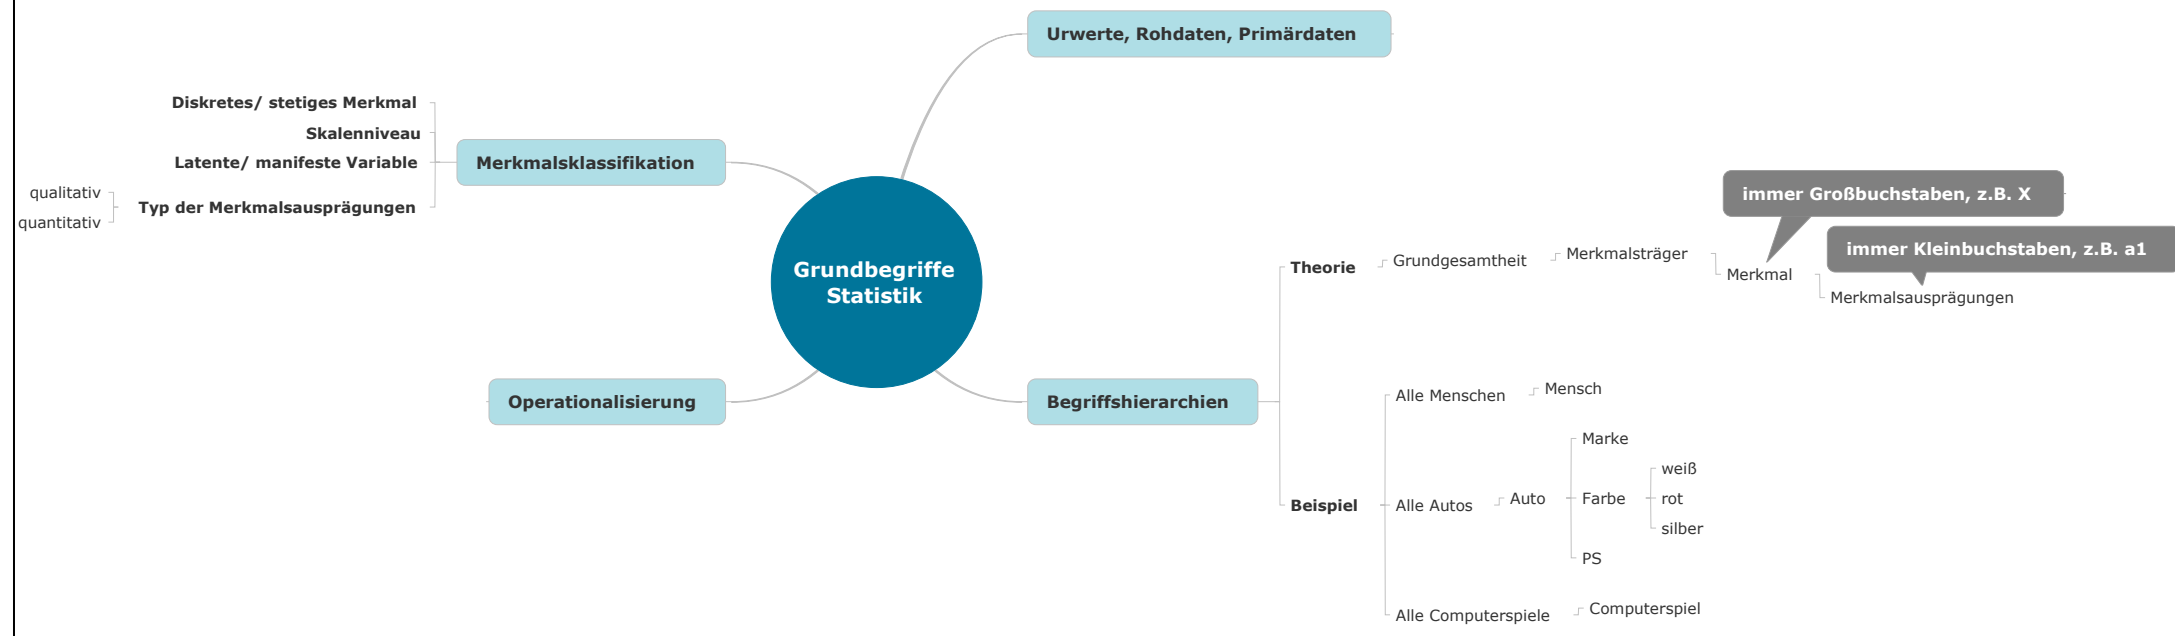 Urwerte, Rohdaten, Primärdaten
Diskretes/ stetiges Merkmal
Skalenniveau
Latente/ manifeste Variable
Merkmalsklassifikation
qualitativ
quantitativ
Typ der Merkmalsausprägungen
Grundbegriffe
Statistik
Operationalisierung
Begriffshierarchien
Theorie
Grundgesamtheit
Merkmalsträger
immer Großbuchstaben, z.B. X
Merkmal
immer Kleinbuchstaben, z.B. a1
Merkmalsausprägungen
Beispiel
Alle Menschen
Mensch
Alle Autos
Auto
Marke
Farbe
weiß
rot
silber
PS
Alle Computerspiele
Computerspiel